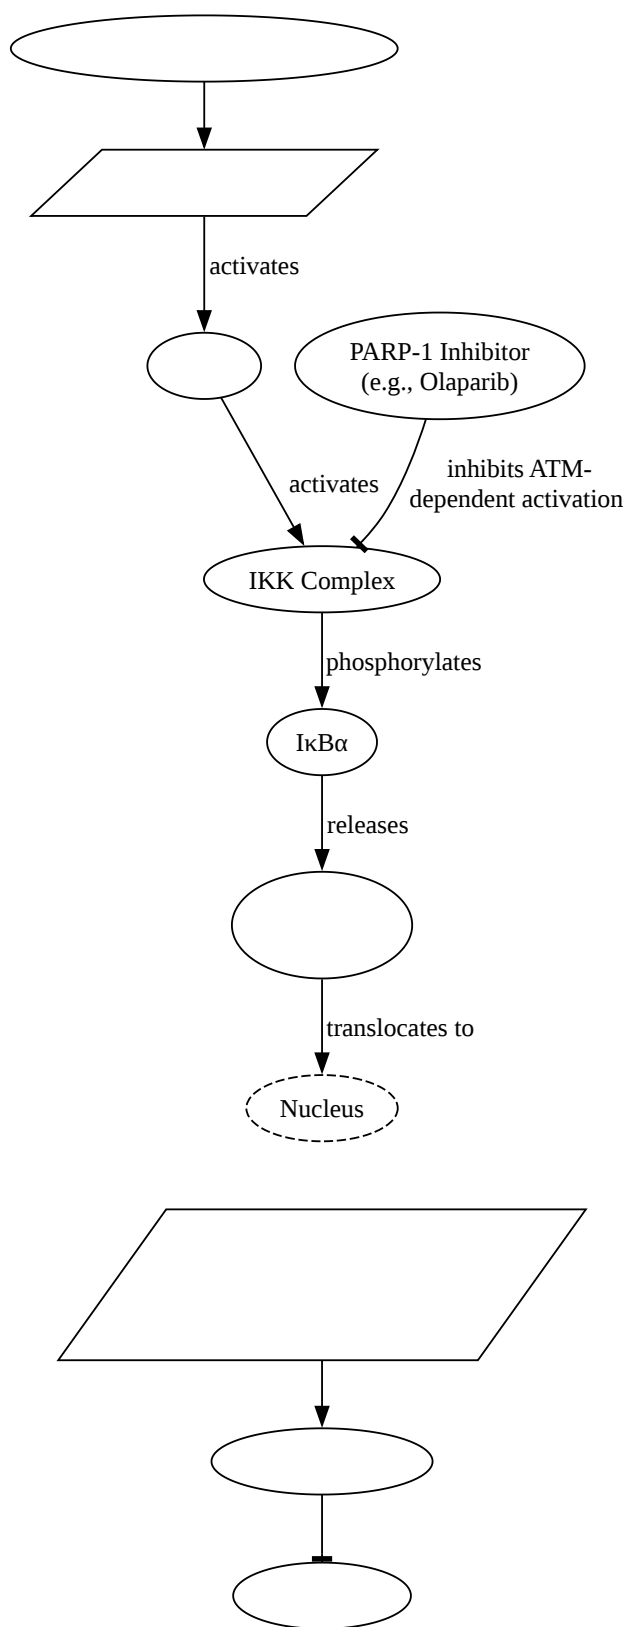 activates
PARP-1 Inhibitor
(e.g., Olaparib)
activates
inhibits ATM-
dependent activation
IKK Complex
phosphorylates
IκBα
releases
translocates to
Nucleus